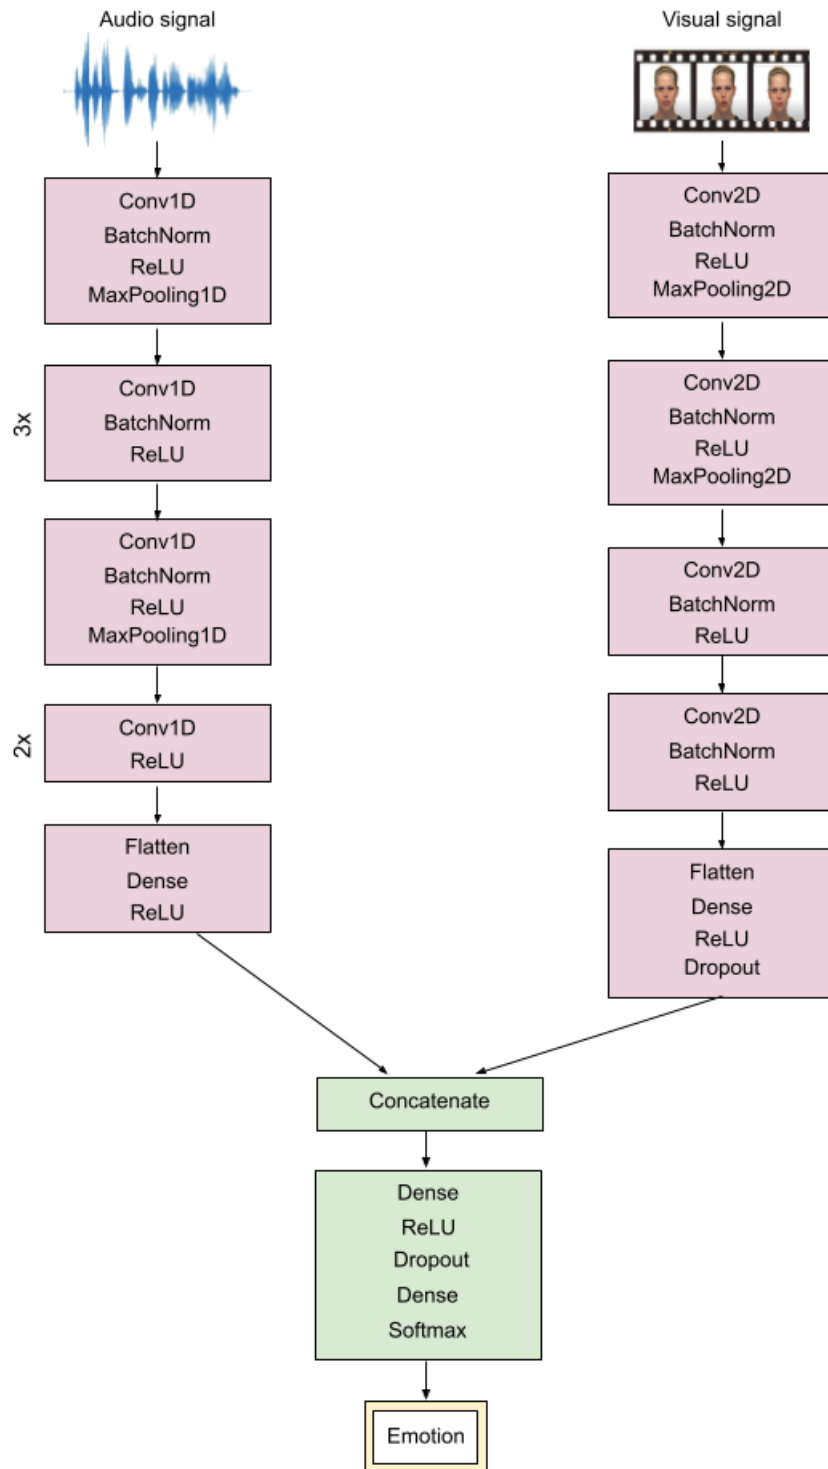 Audio signal
Conv1D
BatchNorm
ReLU
MaxPooling1D
3x
Conv1D
BatchNorm
ReLU
Conv1D
BatchNorm
ReLU
MaxPooling1D
2x
Conv1D
ReLU
Flatten
Dense
ReLU
Visual signal
Conv2D
BatchNorm
ReLU
MaxPooling2D
Conv2D
BatchNorm
ReLU
MaxPooling2D
Conv2D
BatchNorm
ReLU
Conv2D
BatchNorm
ReLU
Flatten
Dense
ReLU
Dropout
Concatenate
Dense
ReLU
Dropout
Dense
Softmax
Emotion